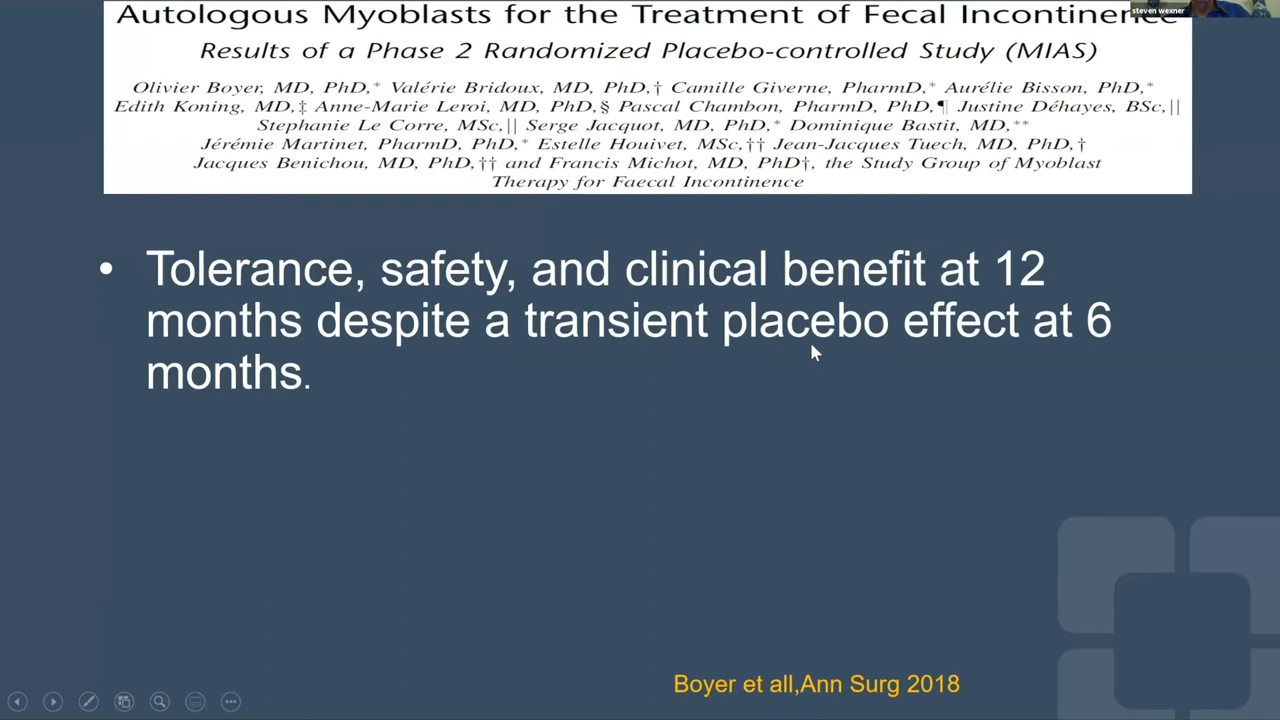 Autologous Myoblasts for the Treatment of Fecal Incontinence
steven wexner
Results of a Phase 2 Randomized Placebo-controlled Study (MIAS)
Olivier Boyer, MD, PhD,* Valérie Bridoux, MD, PhD,† Camille Giverne, PharmD,* Aurélie Bisson, PhD,*
Edith Koning, MD,‡ Anne-Marie Leroi, MD, PhD,§ Pascal Chambon, PharmD, PhD,¶ Justine Déhayes, BSc,||
Stephanie Le Corre, MSc,|| Serge Jacquot, MD, PhD,* Dominique Bastit, MD,**
Jérémie Martinet, PharmD, PhD,* Estelle Houivet, MSc,†† Jean-Jacques Tuech, MD, PhD,†
Jacques Benichou, MD, PhD,†† and Francis Michot, MD, PhD†, the Study Group of Myoblast
Therapy for Faecal Incontinence
• Tolerance, safety, and clinical benefit at 12
months despite a transient placebo effect at 6
months.
Boyer et all,Ann Surg 2018